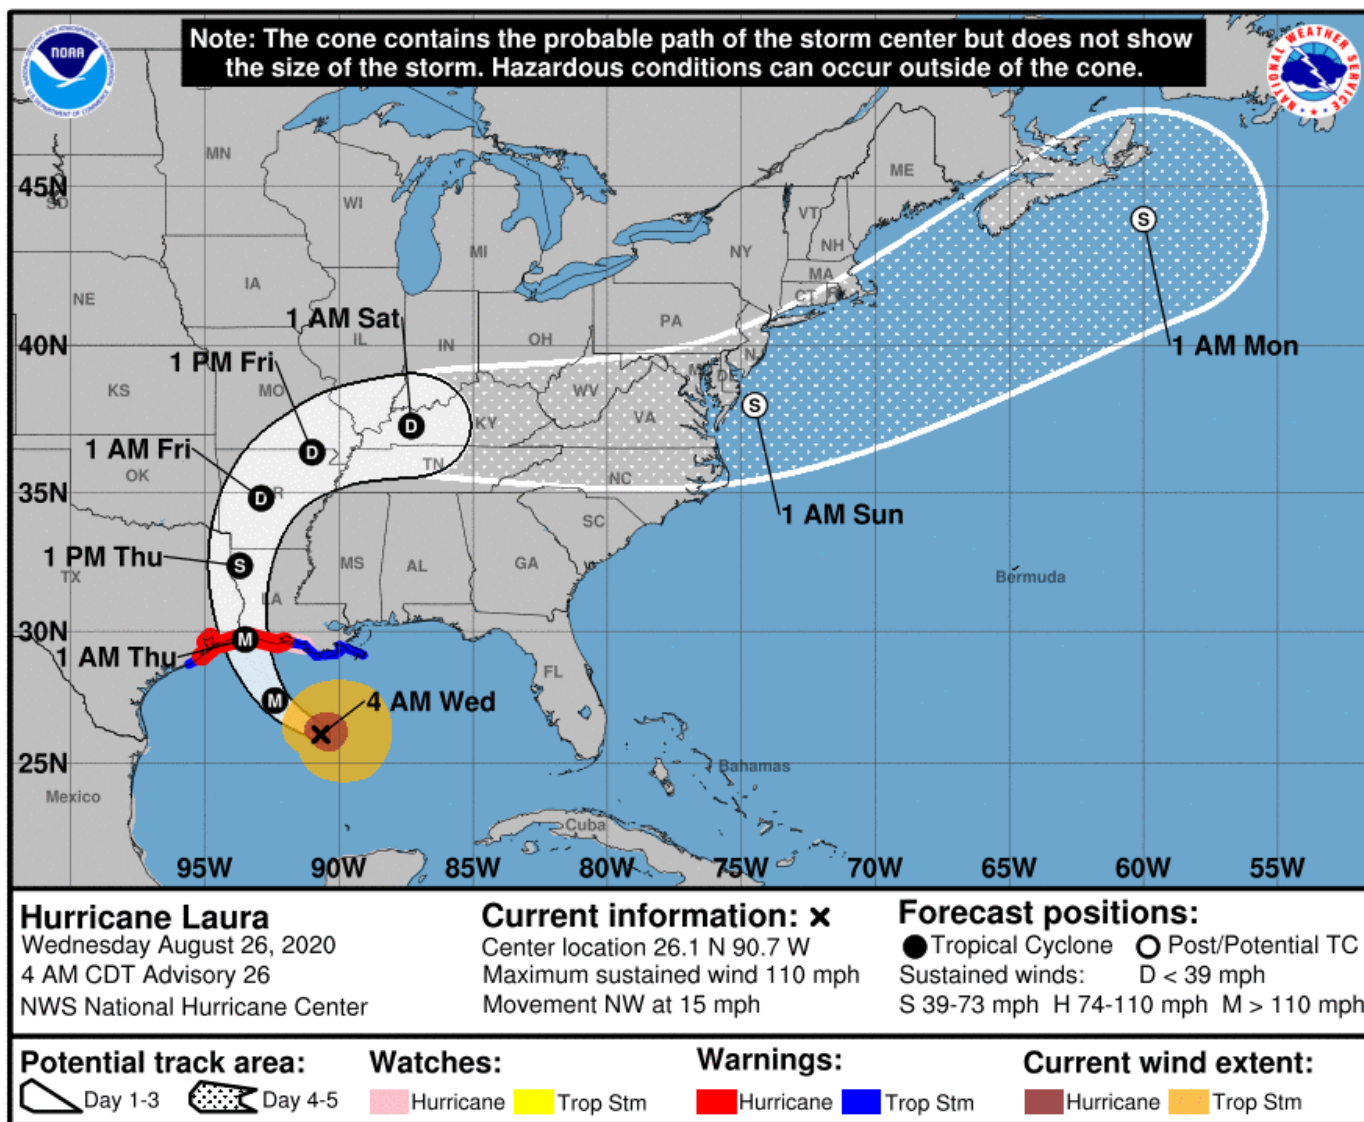 Note: The cone contains the probable path of the storm center but does not show
the size of the storm. Hazardous conditions can occur outside of the cone.
NOAA
NATIONAL WEATHER SERVICE
MN
ME
45N
SD
WI
VT
NH
MI
NY
MA
IA
CT
NE
1 AM Sat
PA
S
40N
IL
IN
OH
NJ
1 AM Mon
1 PM Fri
KS
MO
WV
DE
D
KY
VA
S
1 AM Fri
D
TN
OK
NC
35N
D
1 AM Sun
SC
1 PM Thu
S
MS
AL
GA
TX
Bermuda
LA
30N
M
1 AM Thu
FL
M
4 AM Wed
25N
Bahamas
Mexico
Cuba
95W 90W 85W 80W 75W 70W 65W 60W 55W
Hurricane Laura
Wednesday August 26, 2020
4 AM CDT Advisory 26
NWS National Hurricane Center
Current information: x
Center location 26.1 N 90.7 W
Maximum sustained wind 110 mph
Movement NW at 15 mph
Forecast positions:
Tropical Cyclone Post/Potential TC
Sustained winds: D < 39 mph
S 39-73 mph H 74-110 mph M > 110 mph
Potential track area:
Day 1-3 Day 4-5
Watches:
Hurricane Trop Stm
Warnings:
Hurricane Trop Stm
Current wind extent:
Hurricane Trop Stm